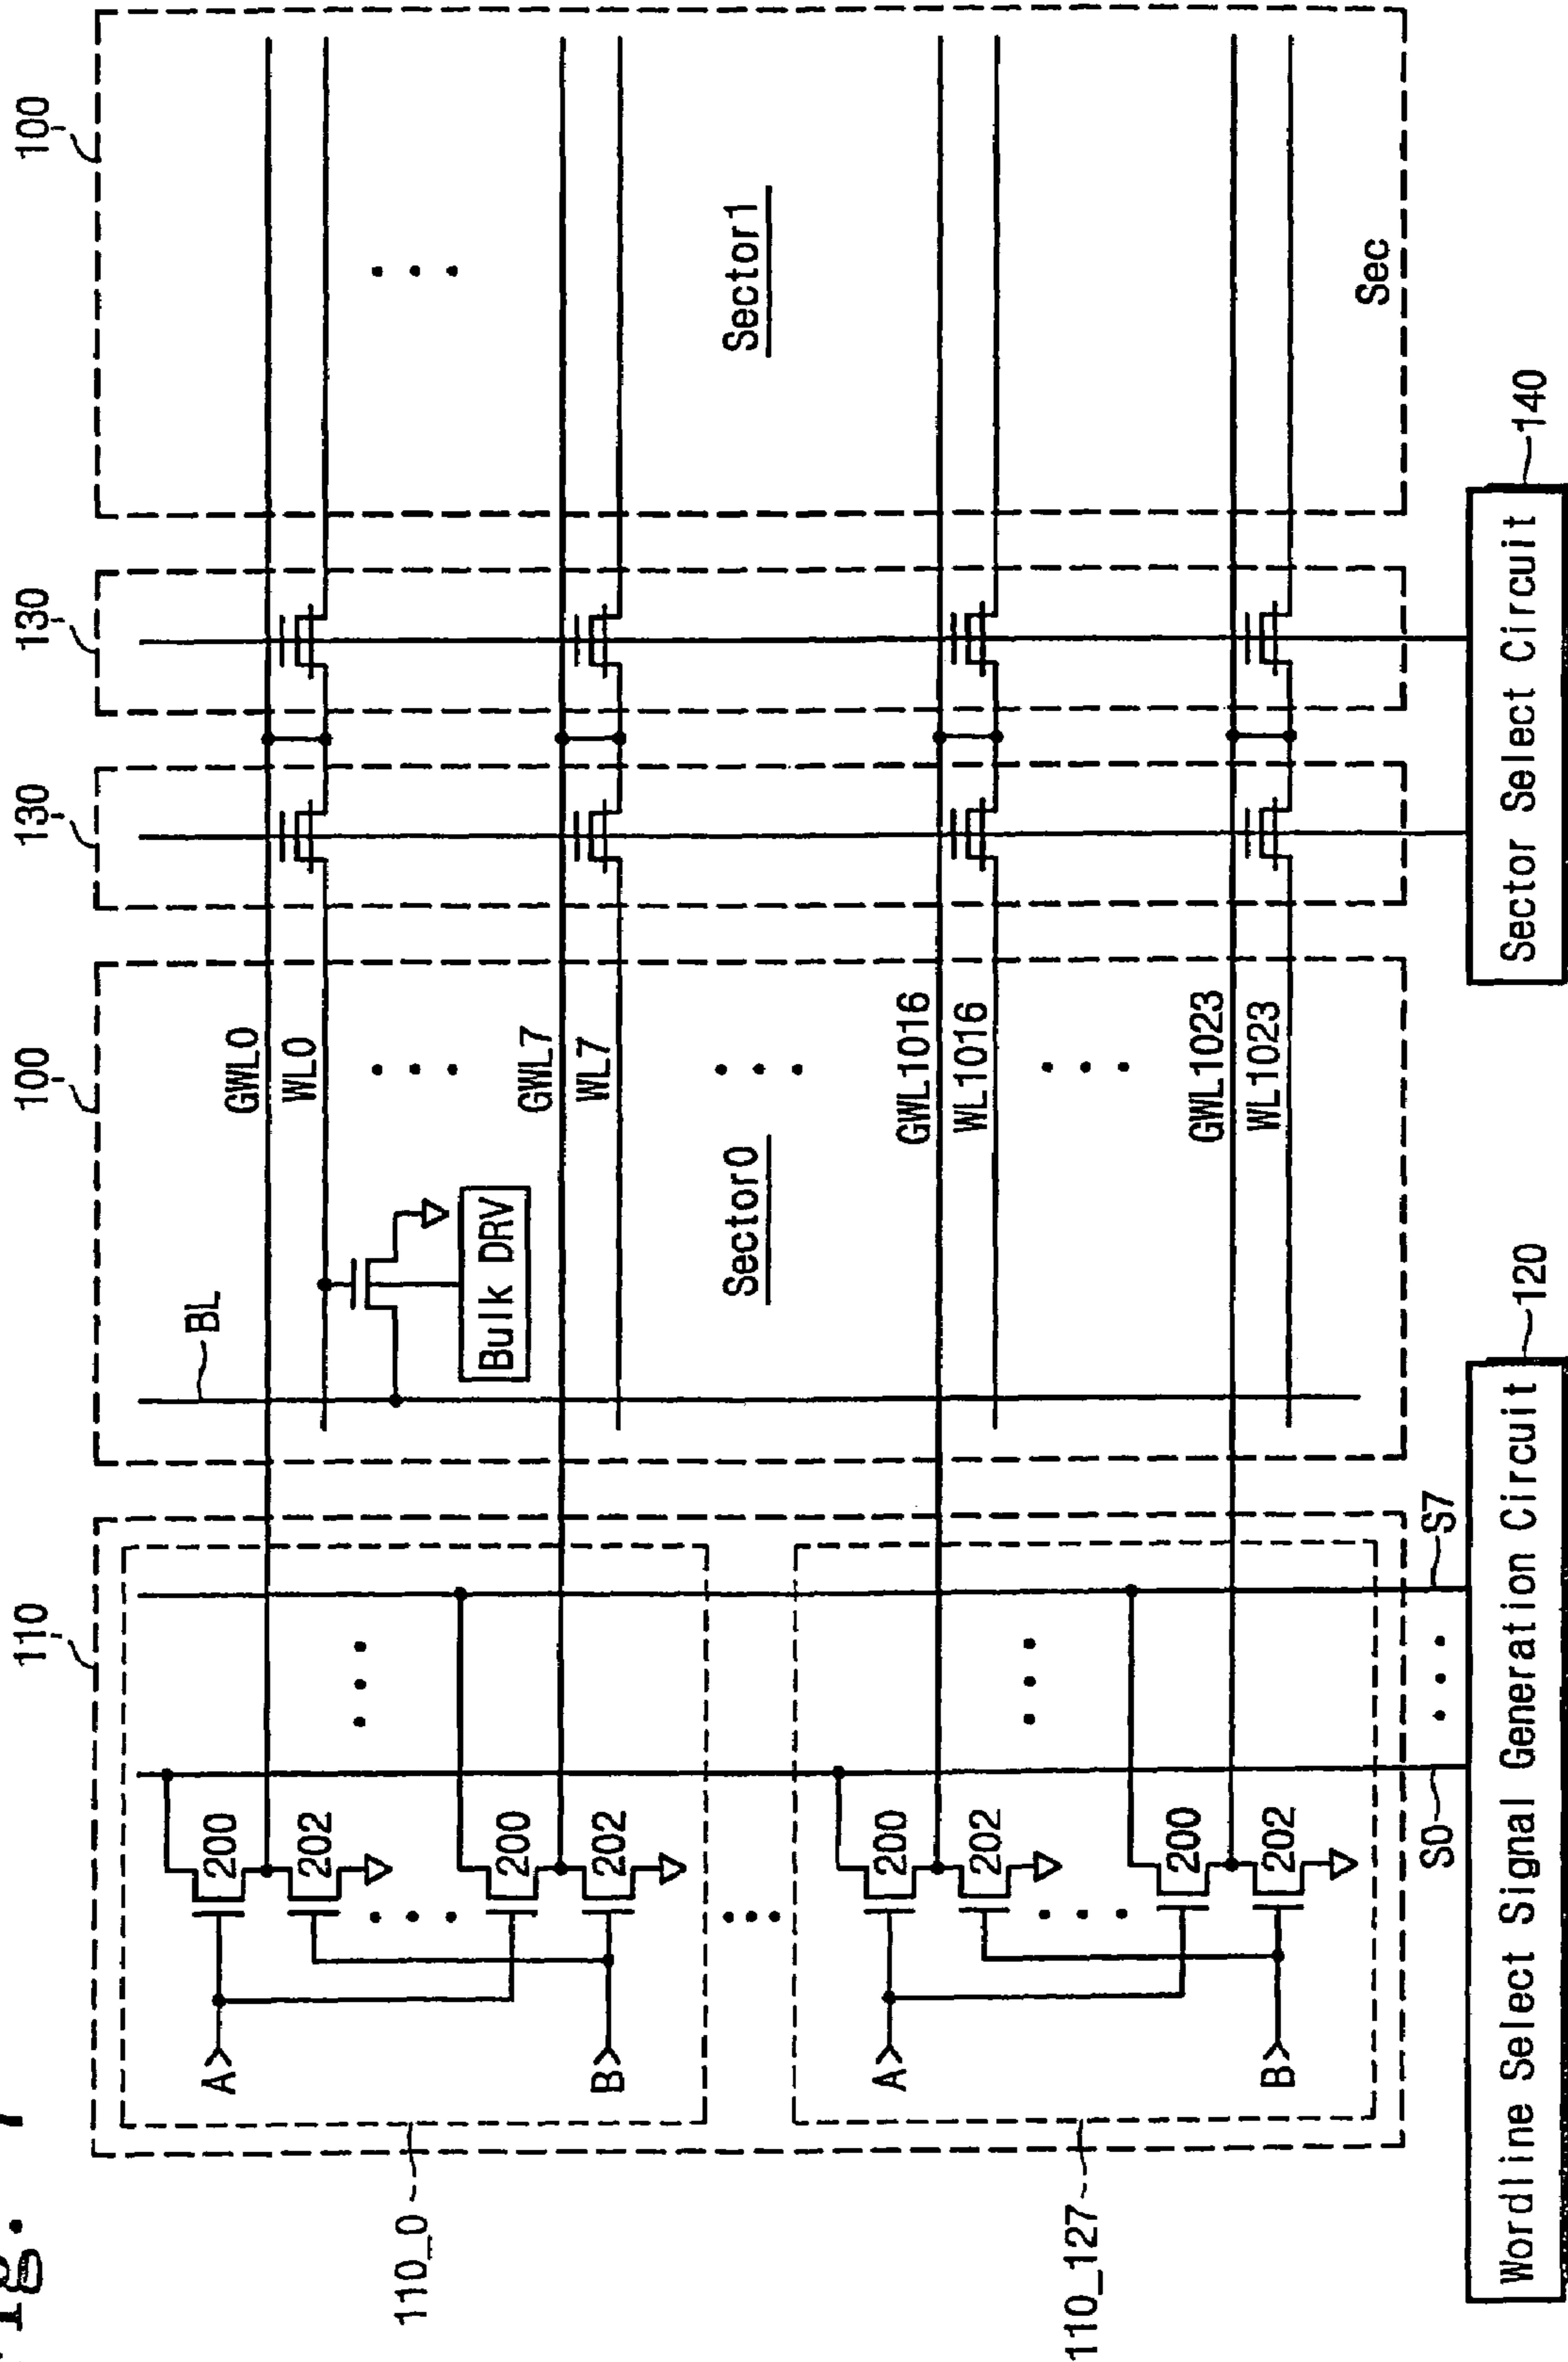 Fig.
110
100
130
130
100
A
200
BL
GWL0
202
WL0
110_0
200
Bulk DRV
GWL7
B
202
WL7
Sector0
Sector1
A
200
GWL1016
202
WL1016
110_127
200
GWL1023
B
202
WL1023
Sec
S0
S7
Wordline Select Signal Generation Circuit
120
Sector Select Circuit
140